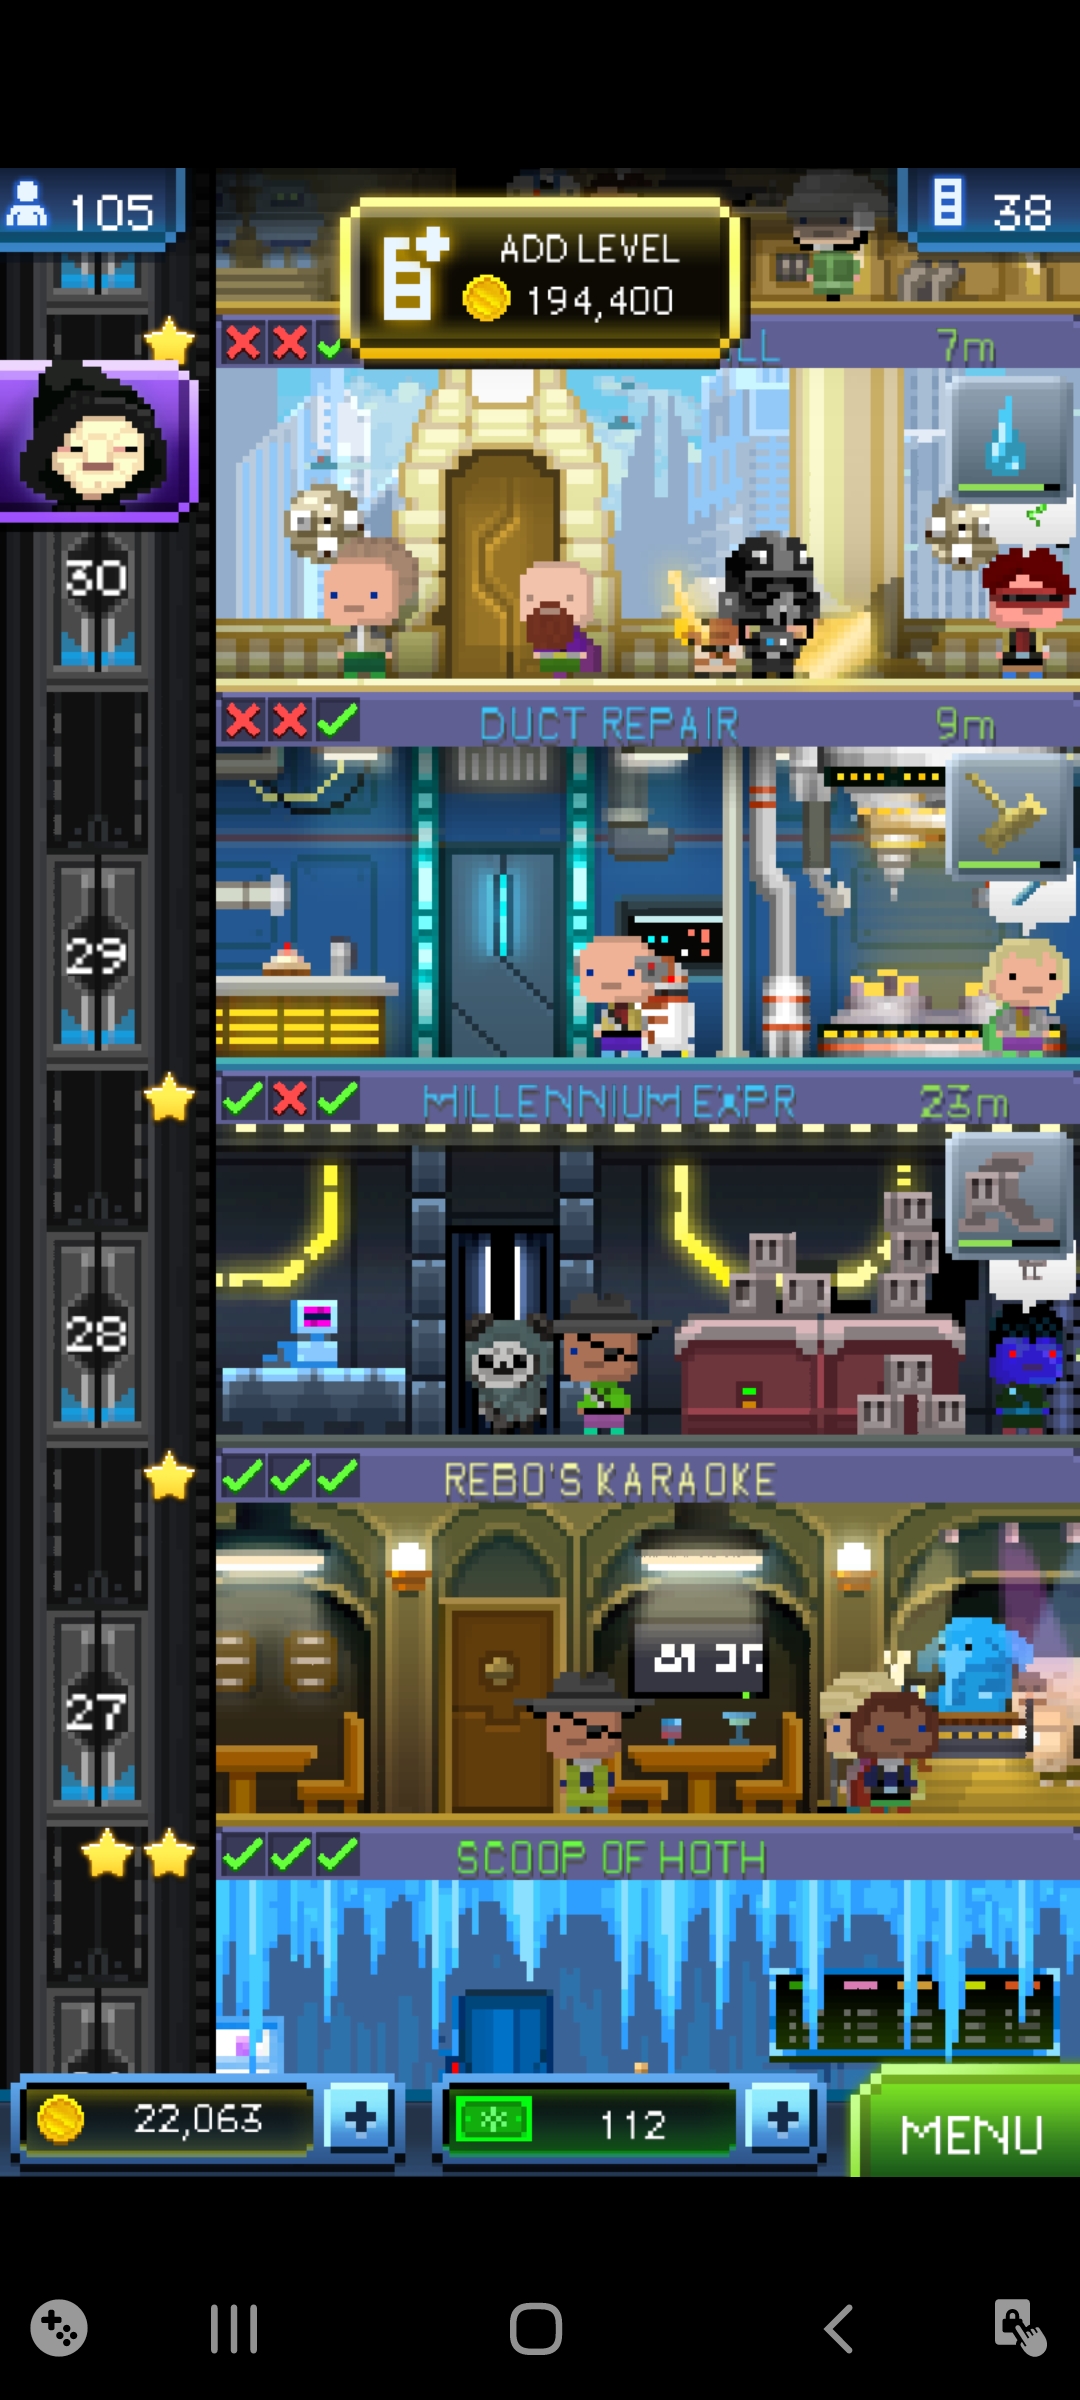 105
38
ADD LEVEL
194,400
LL
7m
30
DUCT REPAIR
9m
29
MILLENNIUM EXPR
23m
28
REBO'S KARAOKE
27
SCOOP OF HOTH
22,063
112
MENU